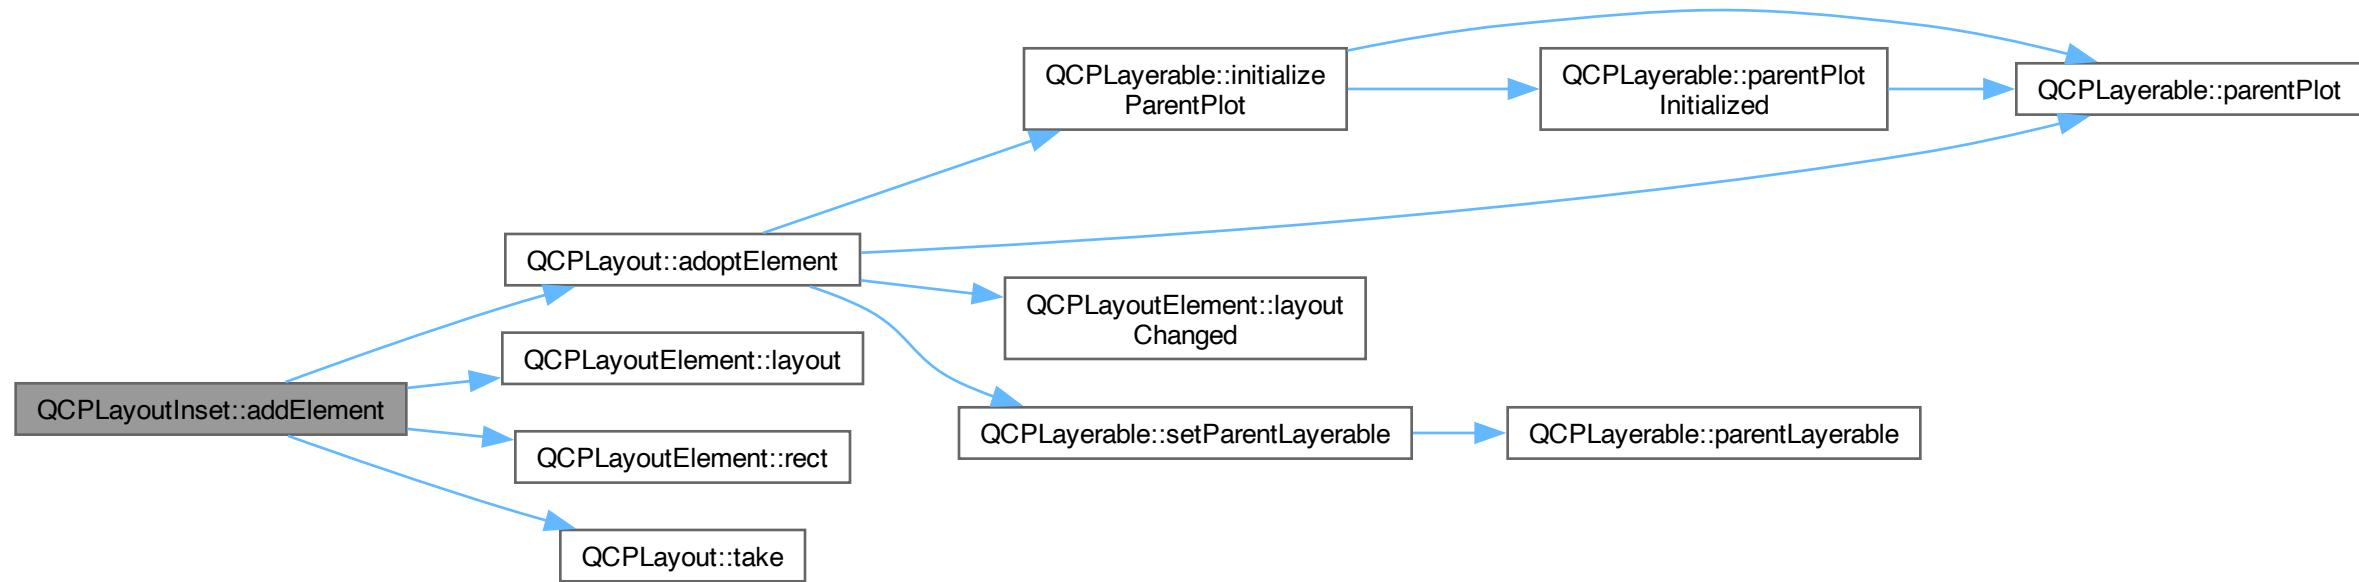 QCPLayerable::initialize
ParentPlot
QCPLayerable::parentPlot
Initialized
QCPLayerable::parentPlot
QCPLayout::adoptElement
QCPLayoutElement::layout
Changed
QCPLayoutElement::layout
QCPLayoutInset::addElement
QCPLayerable::setParentLayerable
QCPLayerable::parentLayerable
QCPLayoutElement::rect
QCPLayout::take